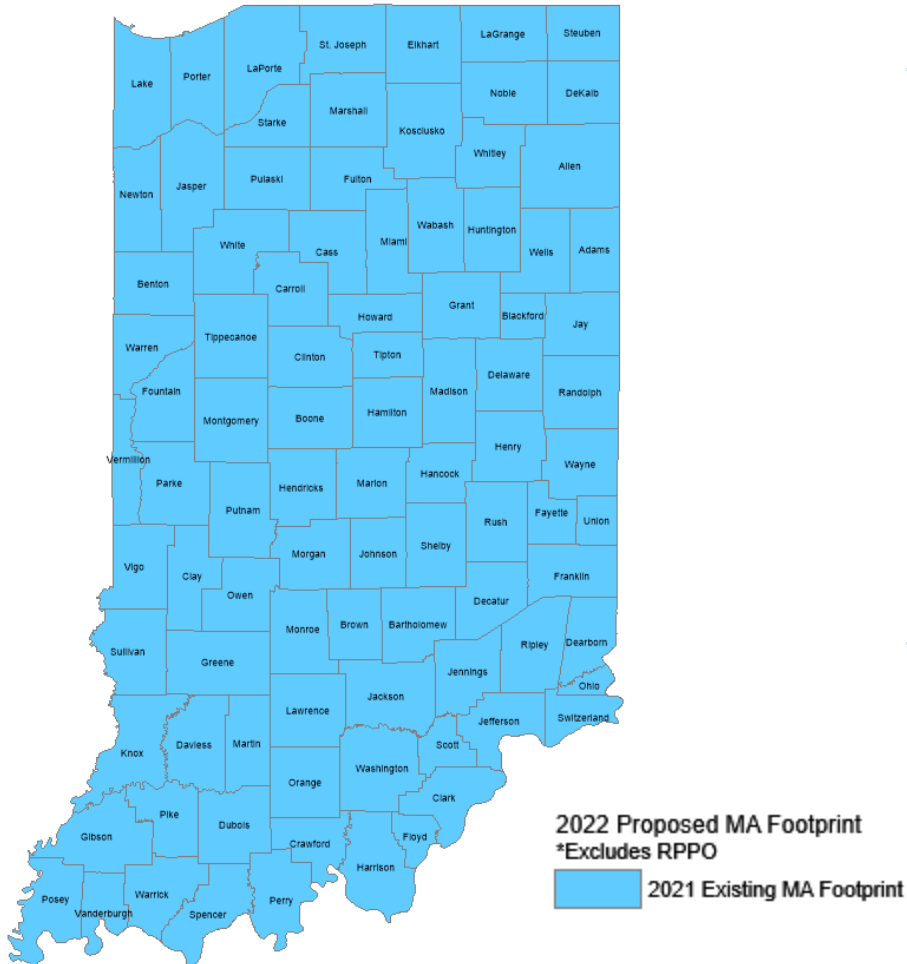 LaGrange
Steuben
St. Joseph
Elkhart
LaPorte
Porter
Lake
Noble
DeKalb
Marshall
Starke
Kosciusko
Whitley
Allen
Newton
Jasper
Pulaski
Fulton
Wabash
Huntington
Miami
White
Cass
Wells
Adams
Benton
Carroll
Grant
Howard
Blackford
Jay
Warren
Tippecanoe
Clinton
Tipton
Delaware
Fountain
Madison
Randolph
Montgomery
Boone
Hamilton
Henry
Vermillion
Wayne
Parke
Hendricks
Marion
Hancock
Putnam
Rush
Fayette
Union
Morgan
Johnson
Shelby
Vigo
Clay
Franklin
Owen
Decatur
Monroe
Brown
Bartholomew
Ripley
Dearborn
Sullivan
Greene
Jennings
Ohio
Lawrence
Jackson
Jefferson
Switzerland
Knox
Daviess
Martin
Scott
Washington
Orange
Clark
Pike
Dubois
Gibson
Crawford
Floyd
Harrison
Posey
Vanderburgh
Warrick
Spencer
Perry
2022 Proposed MA Footprint
*Excludes RPPO
2021 Existing MA Footprint